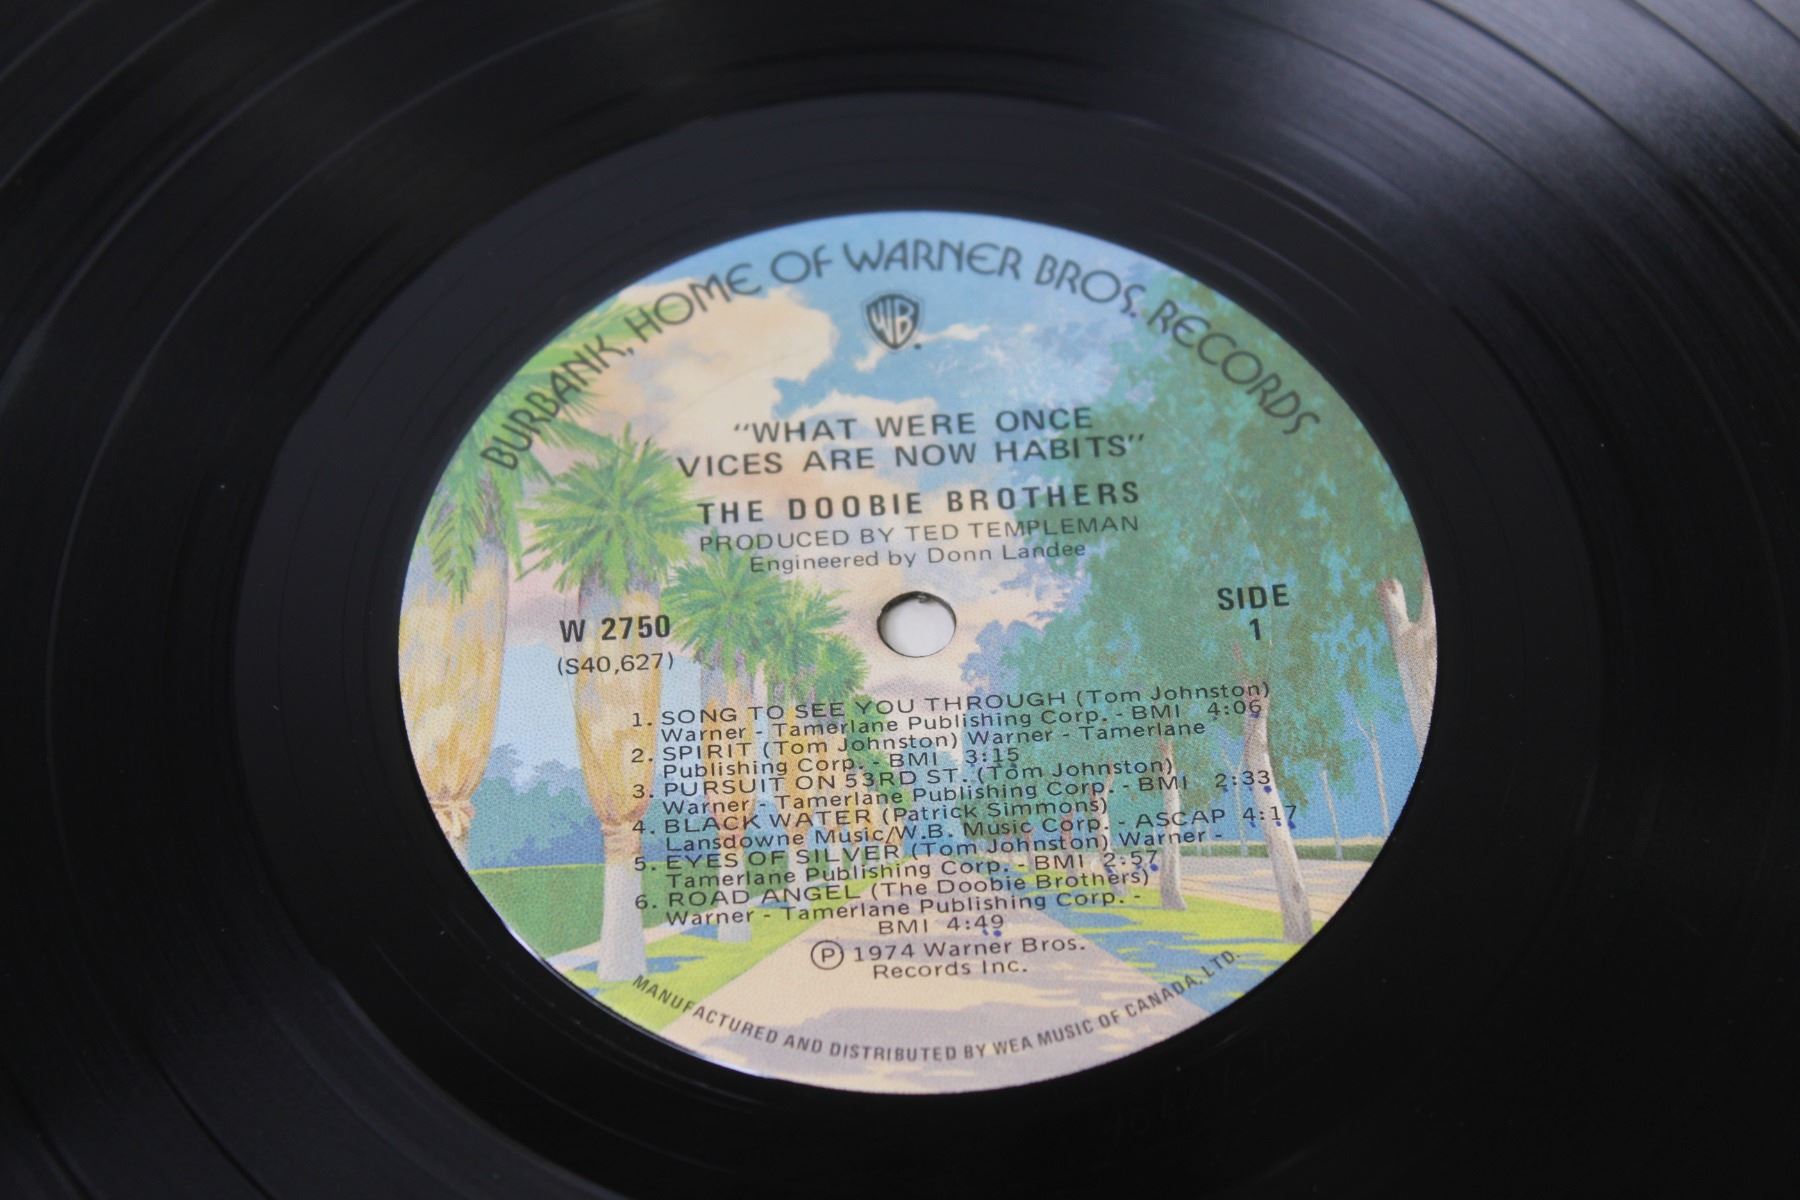 BURBANK, HOME OF WARNER BROS. RECORDS
WB
"WHAT WERE ONCE
VICES ARE NOW HABITS"
THE DOOBIE BROTHERS
PRODUCED BY TED TEMPLEMAN
Engineered by Donn Landee
W 2750
(S40,627)
SIDE
1
1. SONG TO SEE YOU THROUGH (Tom Johnston)
Warner - Tamerlane Publishing Corp. - BMI 4:06
2. SPIRIT (Tom Johnston) Warner - Tamerlane
Publishing Corp. - BMI 3:15
3. PURSUIT ON 53RD ST. (Tom Johnston)
Warner - Tamerlane Publishing Corp. - BMI 2:33
4. BLACK WATER (Patrick Simmons)
Lansdowne Music/W.B. Music Corp. - ASCAP 4:17
5. EYES OF SILVER (Tom Johnston) Warner -
Tamerlane Publishing Corp. - BMI 2:57
6. ROAD ANGEL (The Doobie Brothers)
Warner - Tamerlane Publishing Corp. -
BMI 4:49
Ⓟ 1974 Warner Bros.
Records Inc.
MANUFACTURED AND DISTRIBUTED BY WEA MUSIC OF CANADA, LTD.